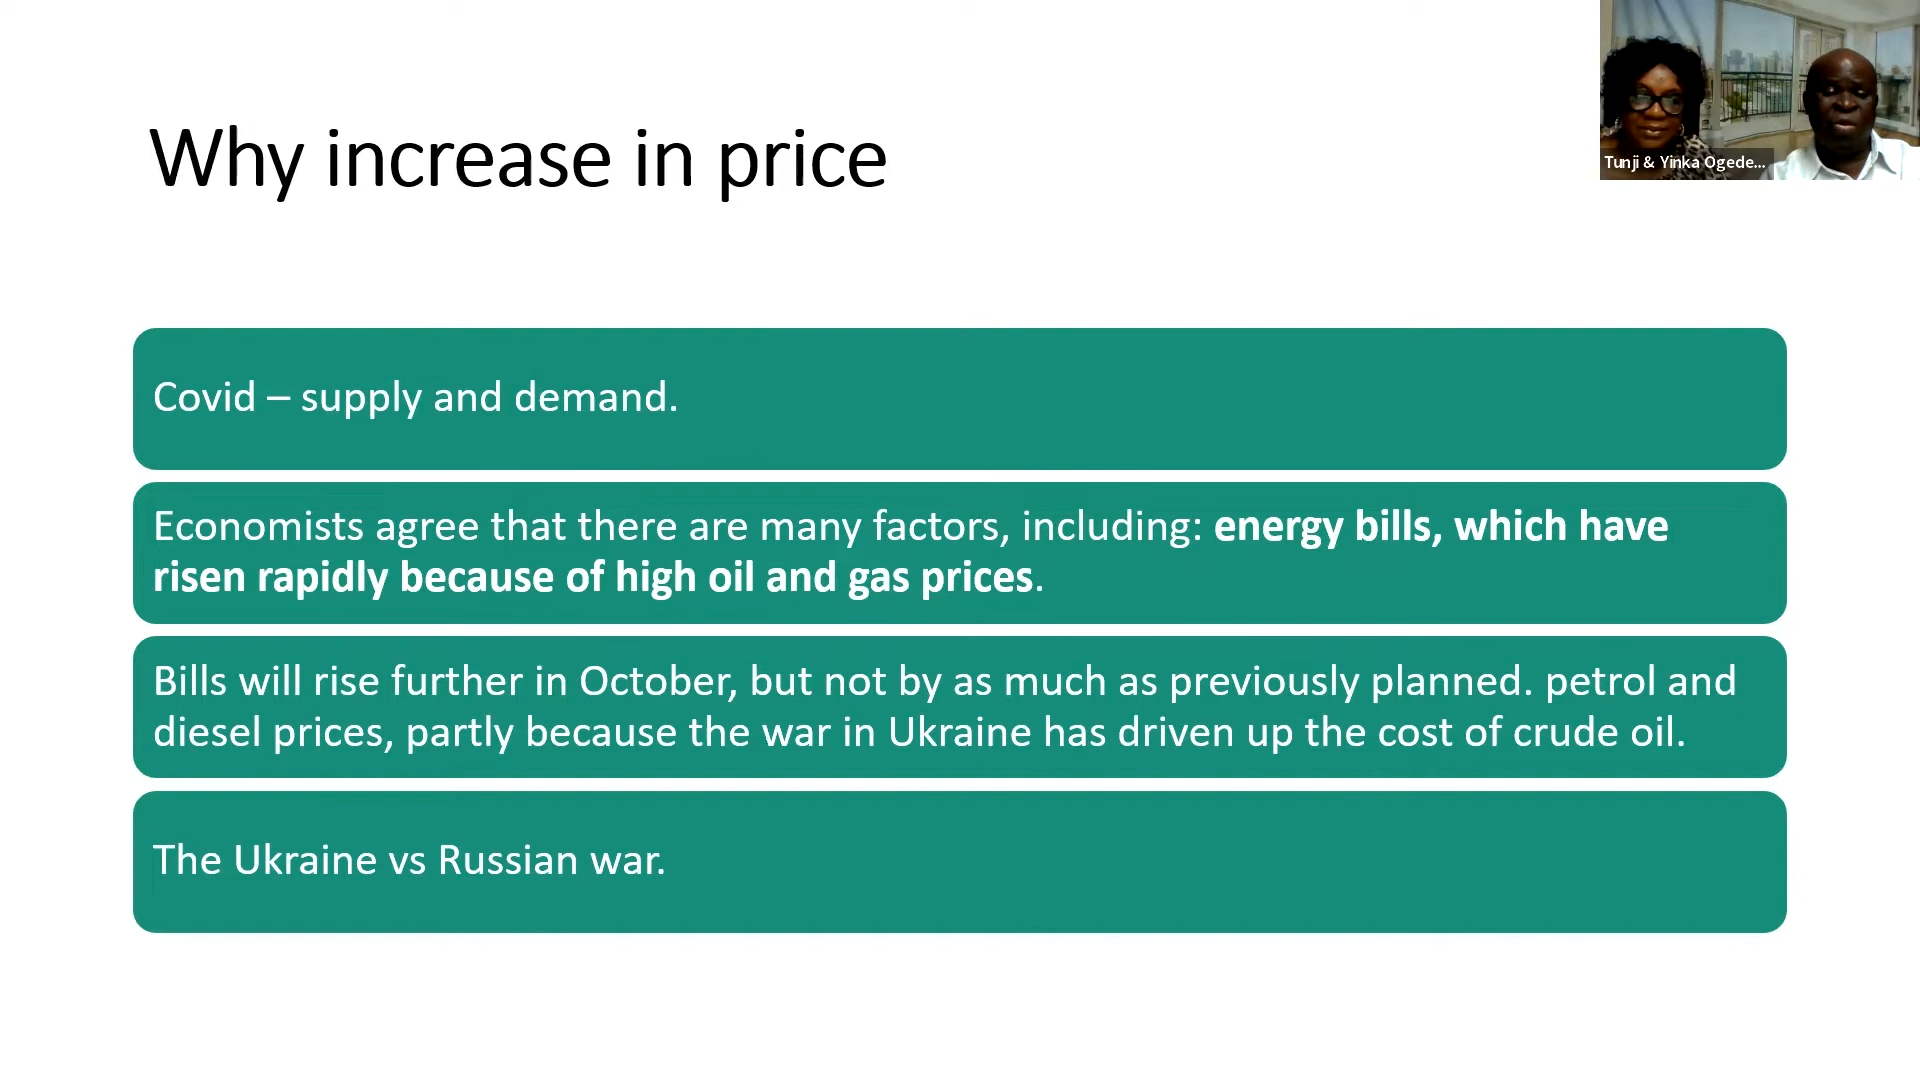 Why increase in price
Tunji & Yinka Ogede...
Covid – supply and demand.
Economists agree that there are many factors, including: energy bills, which have
risen rapidly because of high oil and gas prices.
Bills will rise further in October, but not by as much as previously planned. petrol and
diesel prices, partly because the war in Ukraine has driven up the cost of crude oil.
The Ukraine vs Russian war.